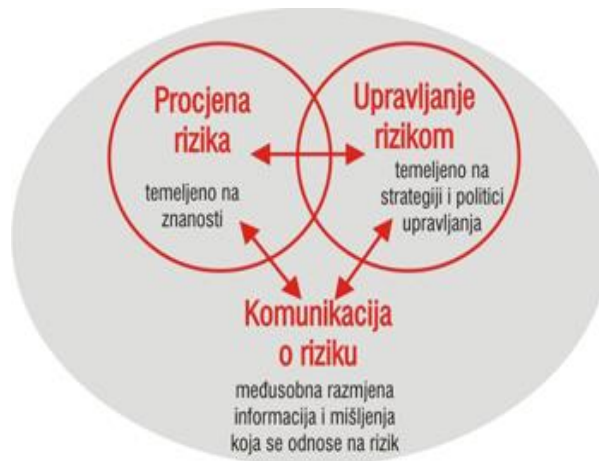 Procjena
rizika
temeljeno na
znanosti
Upravljanje
rizikom
temeljeno na
strategiji i politici
upravljanja
Komunikacija
o riziku
međusobna razmjena
informacija i mišljenja
koja se odnose na rizik